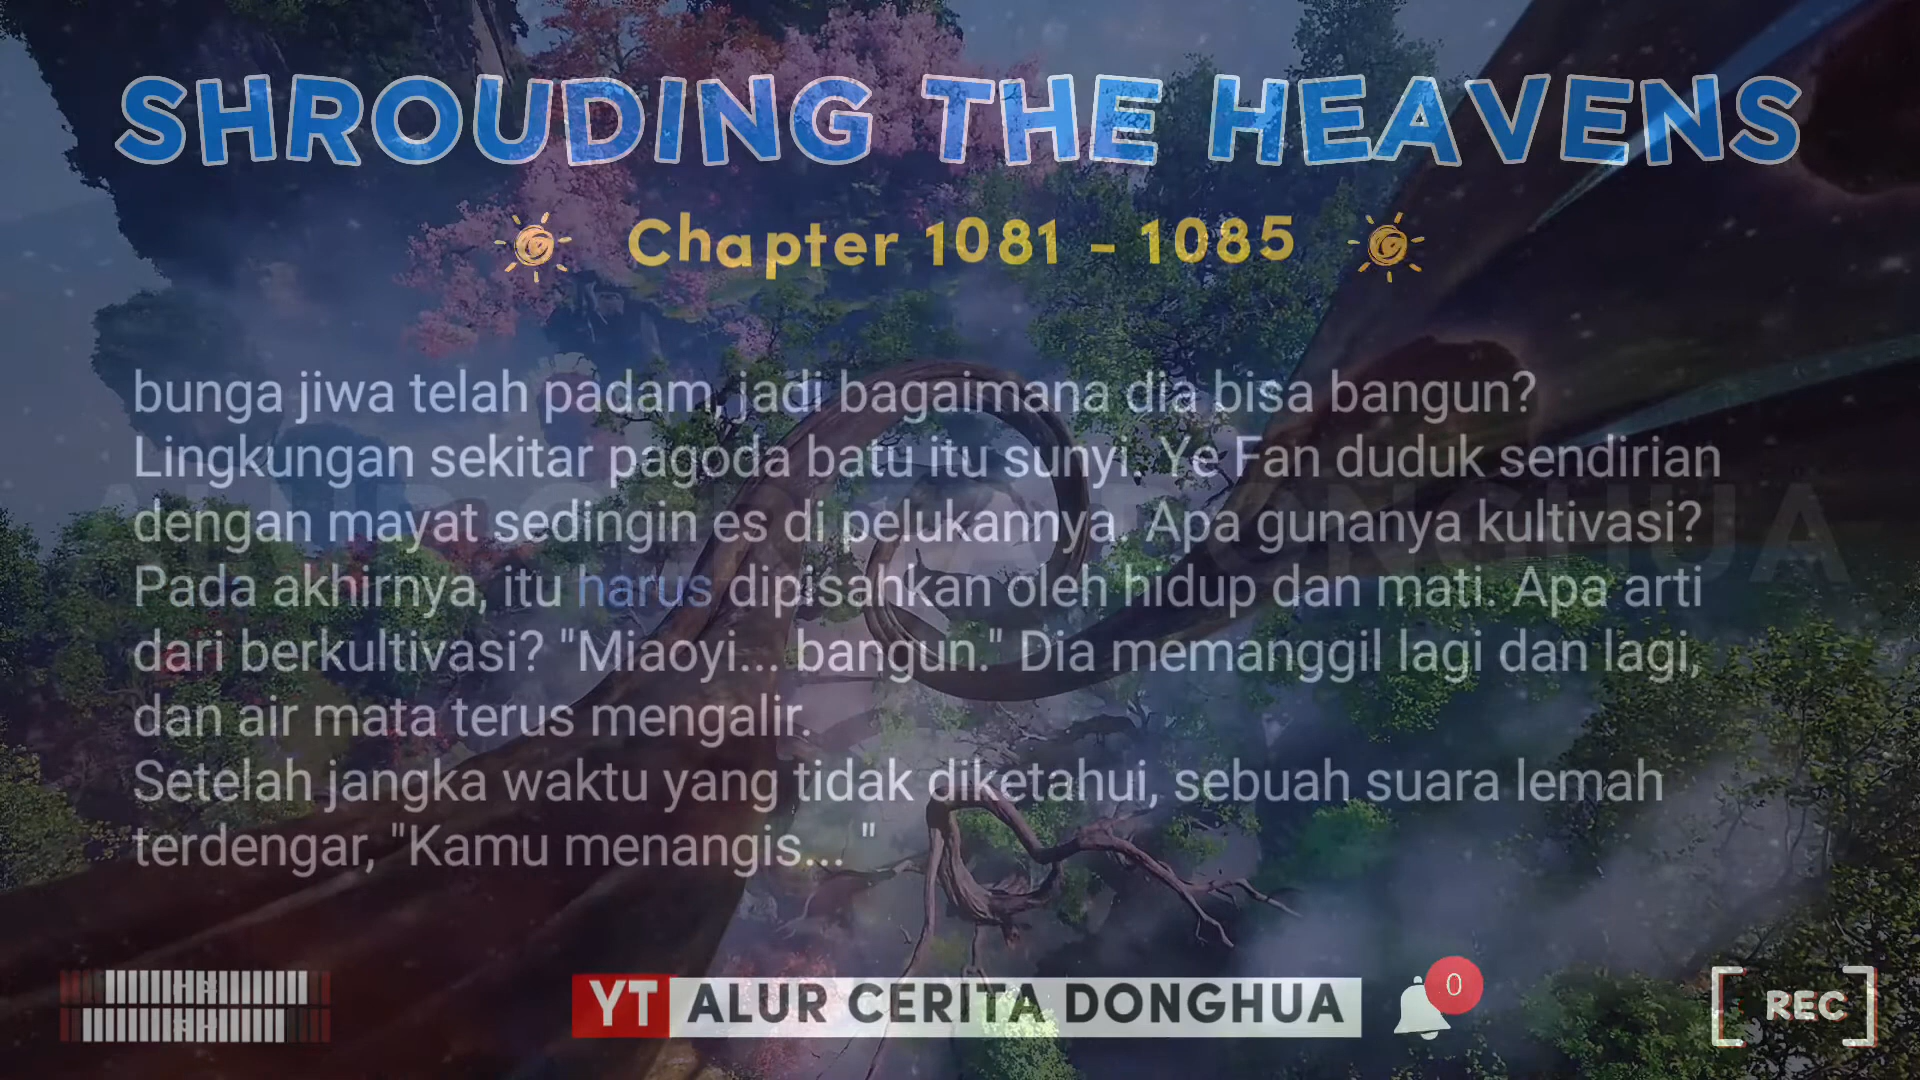 SHROUDING THE HEAVENS
Chapter 1081 - 1085
bunga jiwa telah padam, jadi bagaimana dia bisa bangun?
Lingkungan sekitar pagoda batu itu sunyi. Ye Fan duduk sendirian
dengan mayat sedingin es di pelukannya. Apa gunanya kultivasi?
Pada akhirnya, itu harus dipisahkan oleh hidup dan mati. Apa arti
dari berkultivasi? "Miaoyi... bangun." Dia memanggil lagi dan lagi,
dan air mata terus mengalir.
Setelah jangka waktu yang tidak diketahui, sebuah suara lemah
terdengar, "Kamu menangis... "
YT ALUR CERITA DONGHUA
0
REC